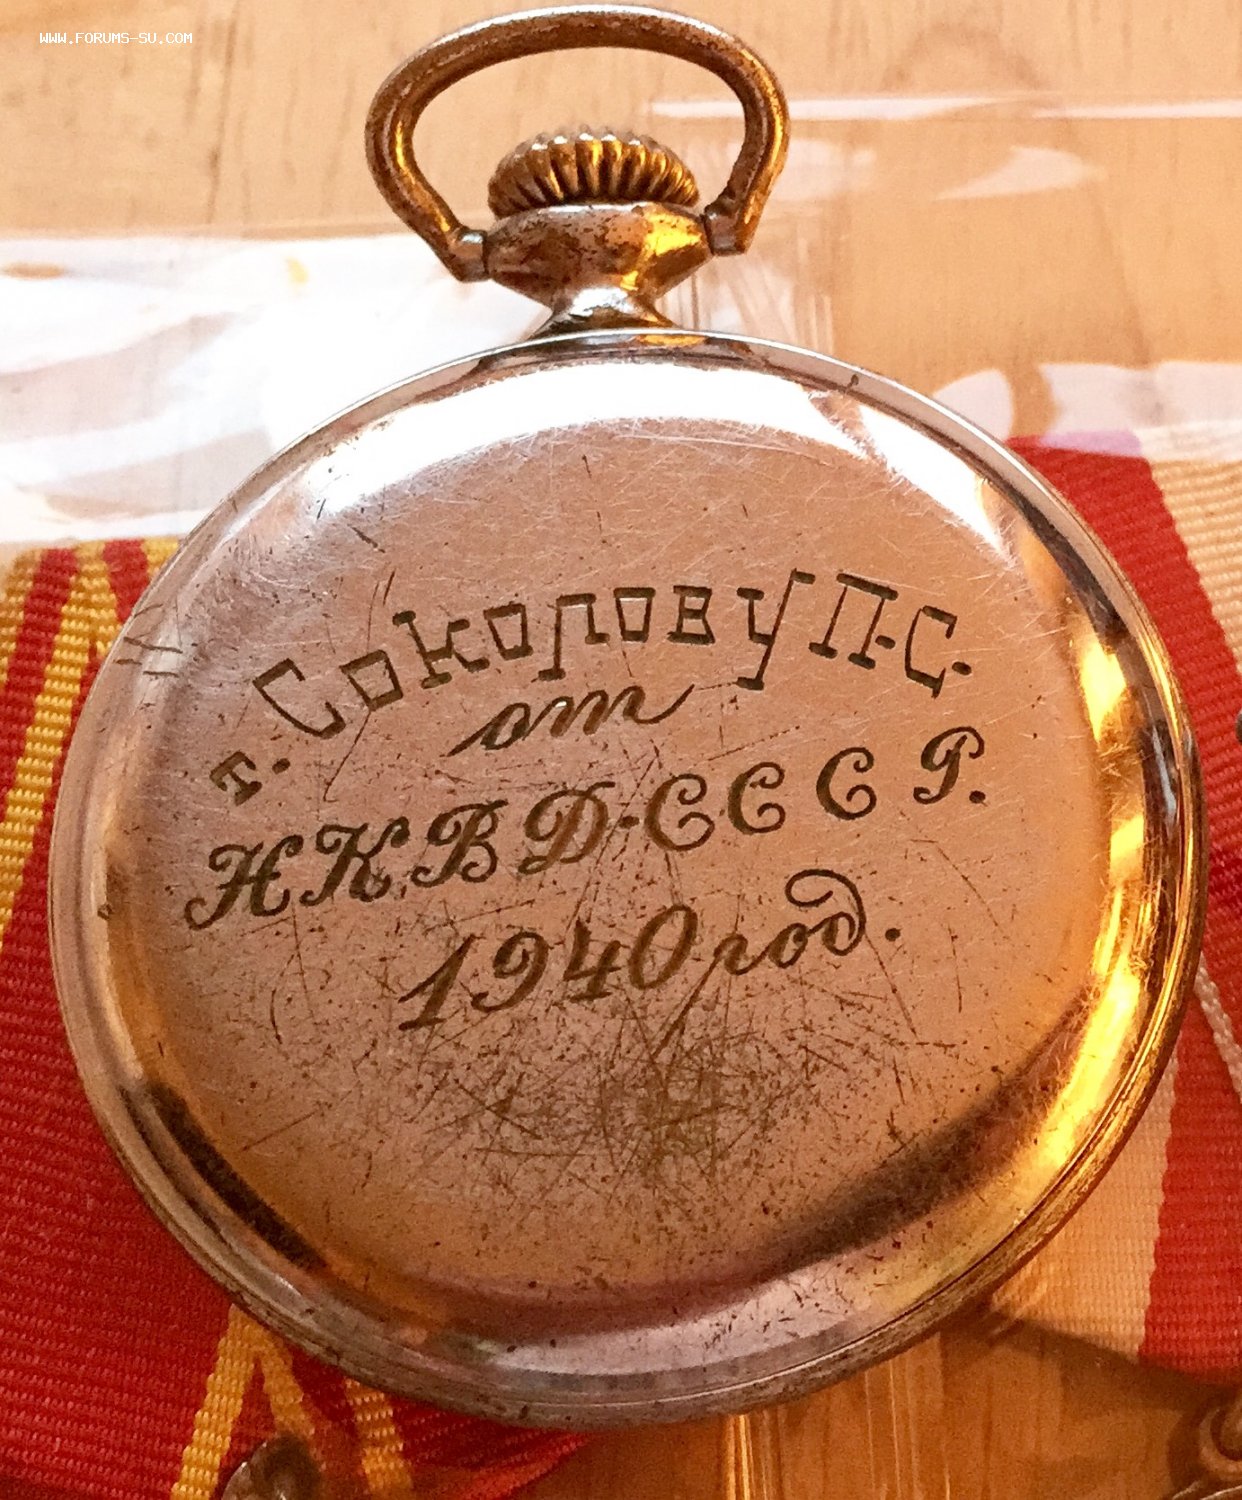 WWW.FORUMS-SU.COM
т. Соколову П.С.
от
НКВД-СССР.
1940 год.